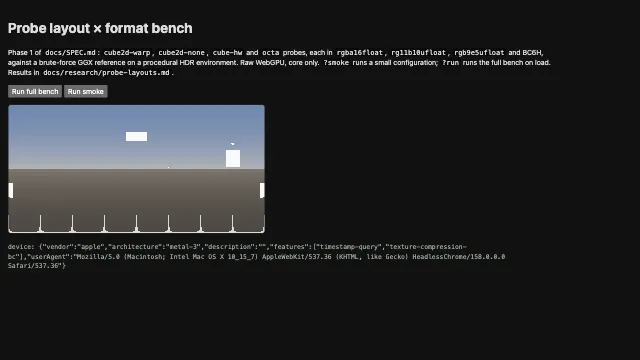 Probe layout × format bench
Phase 1 of docs/SPEC.md: cube2d-warp, cube2d-none, cube-hw and octa probes, each in rgba16float, rg11b10ufloat, rgb9e5ufloat and BC6H,
against a brute-force GGX reference on a procedural HDR environment. Raw WebGPU, core only. ?smoke runs a small configuration; ?run runs the full bench on load.
Results in docs/research/probe-layouts.md.
Run full bench Run smoke
device: {"vendor":"apple","architecture":"metal-3","description":"","features":["timestamp-query","texture-compression-
bc"],"userAgent":"Mozilla/5.0 (Macintosh; Intel Mac OS X 10_15_7) AppleWebKit/537.36 (KHTML, like Gecko) HeadlessChrome/158.0.0.0
Safari/537.36"}